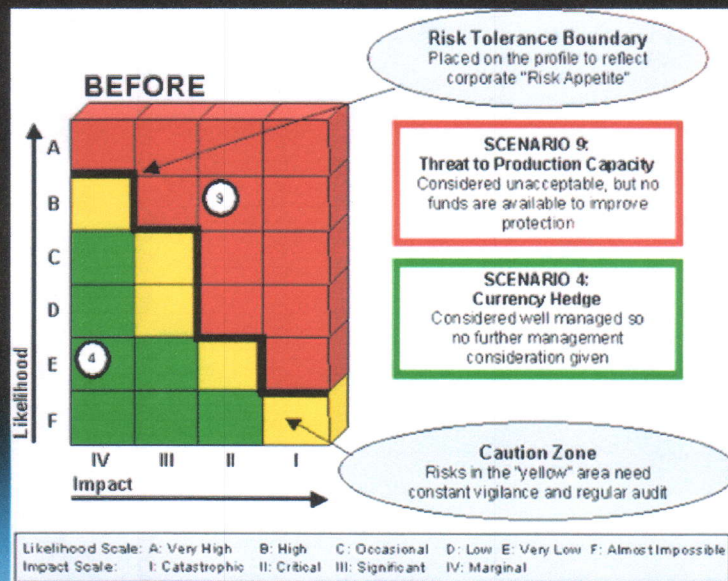 Risk Tolerance Boundary
Placed on the profile to reflect
corporate "Risk Appetite"
BEFORE
A
B
C
D
E
F
Likelihood
9
4
IV
III
II
I
Impact
SCENARIO 9:
Threat to Production Capacity
Considered unacceptable, but no
funds are available to improve
protection
SCENARIO 4:
Currency Hedge
Considered well managed so
no further management
consideration given
Caution Zone
Risks in the "yellow" area need
constant vigilance and regular audit
Likelihood Scale: A: Very High B: High C: Occasional D: Low E: Very Low F: Almost Impossible
Impact Scale: I: Catastrophic II: Critical III: Significant IV: Marginal